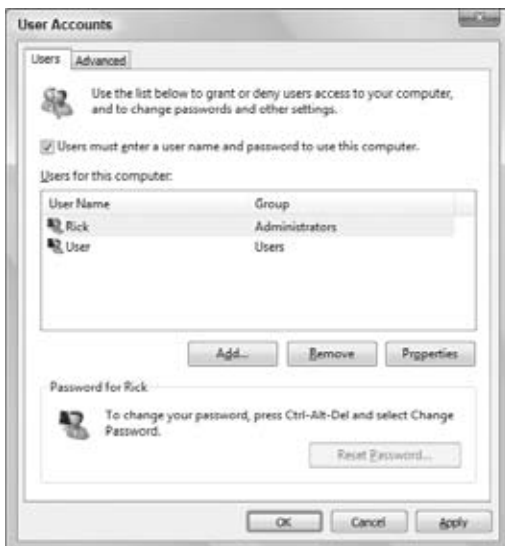 User Accounts
Users Advanced
Use the list below to grant or deny users access to your computer,
and to change passwords and other settings.
Users must enter a user name and password to use this computer.
Users for this computer:
User Name Group
Rick Administrators
User Users
Add... Remove Properties
Password for Rick
To change your password, press Ctrl-Alt-Del and select Change
Password.
Reset Password...
OK Cancel Apply